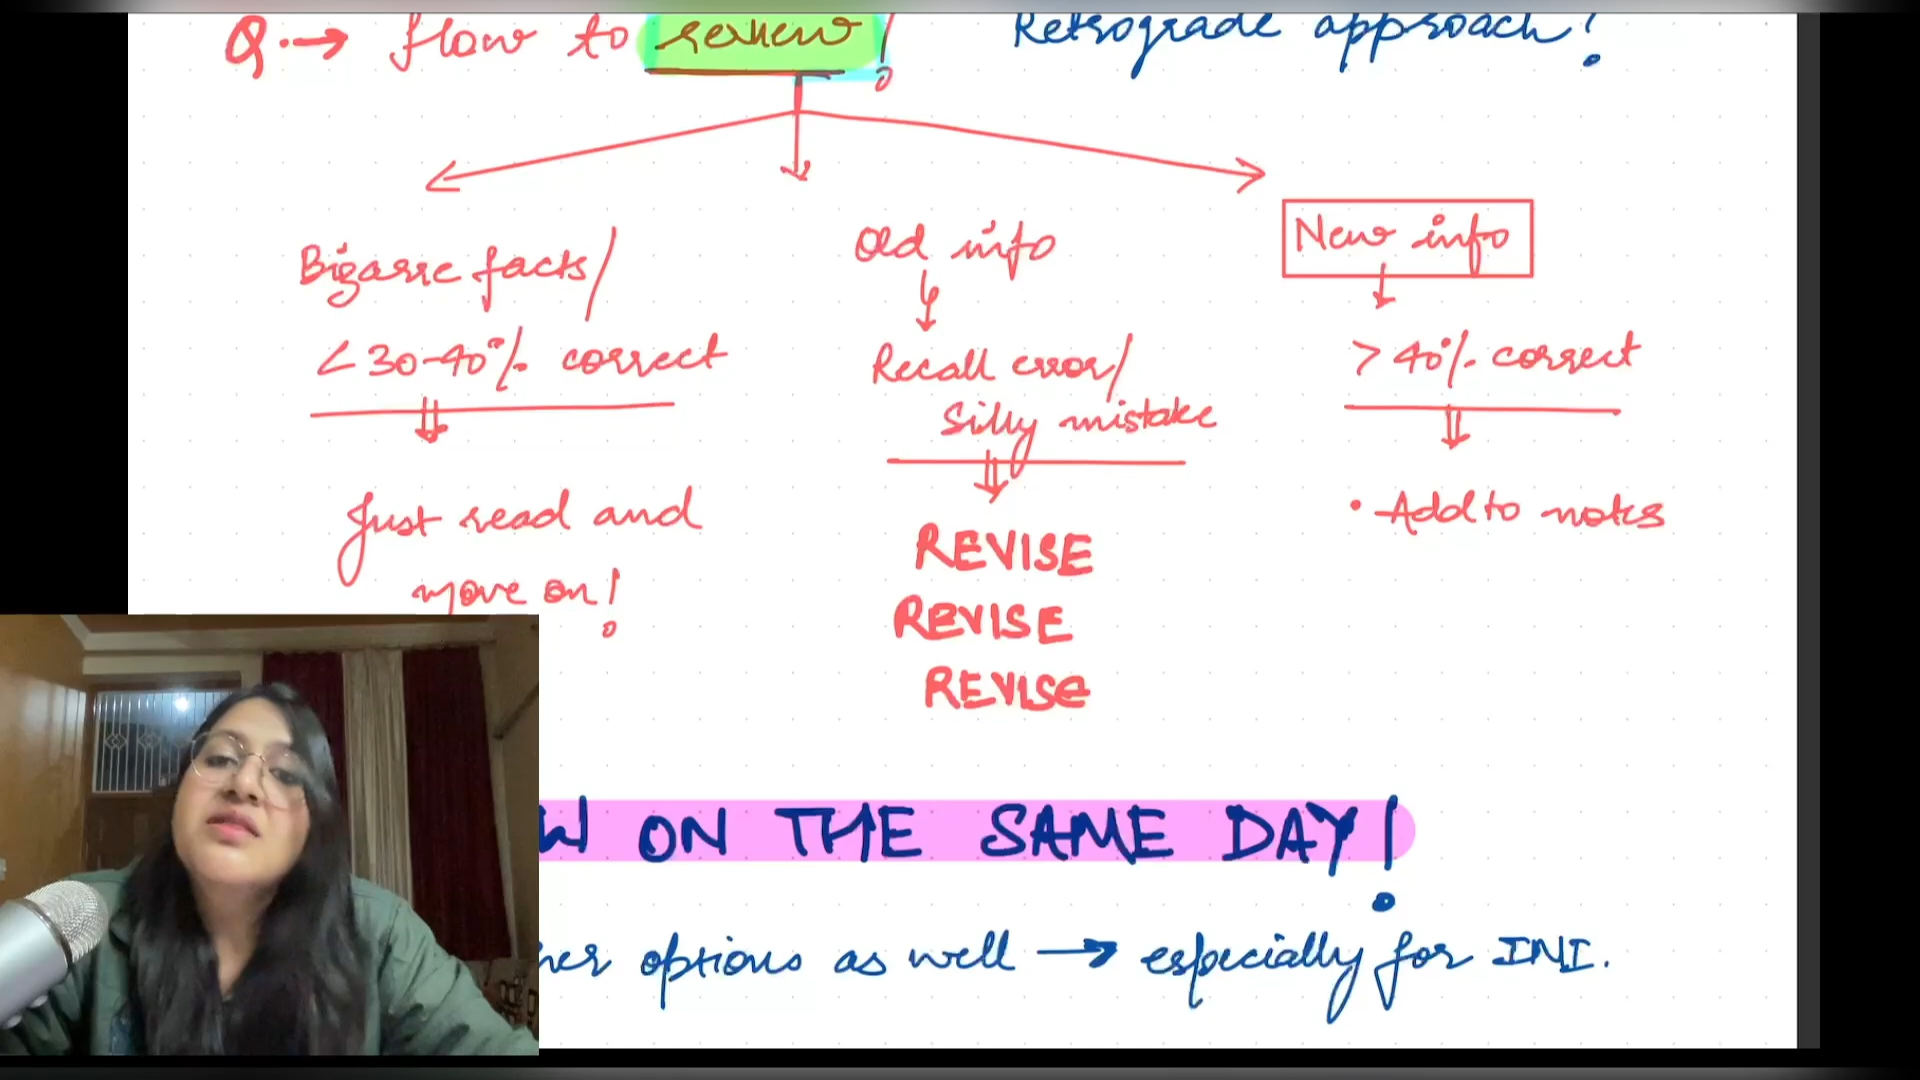 Q. → How to review!
Retrograde approach!
Bizarre facts/
<30-40% correct
Just read and
move on!
Old info
Recall error/
Silly mistake
REVISE
REVISE
REVISE
New info
>40% correct
• Add to notes
W ON THE SAME DAY!
her options as well → especially for INI.